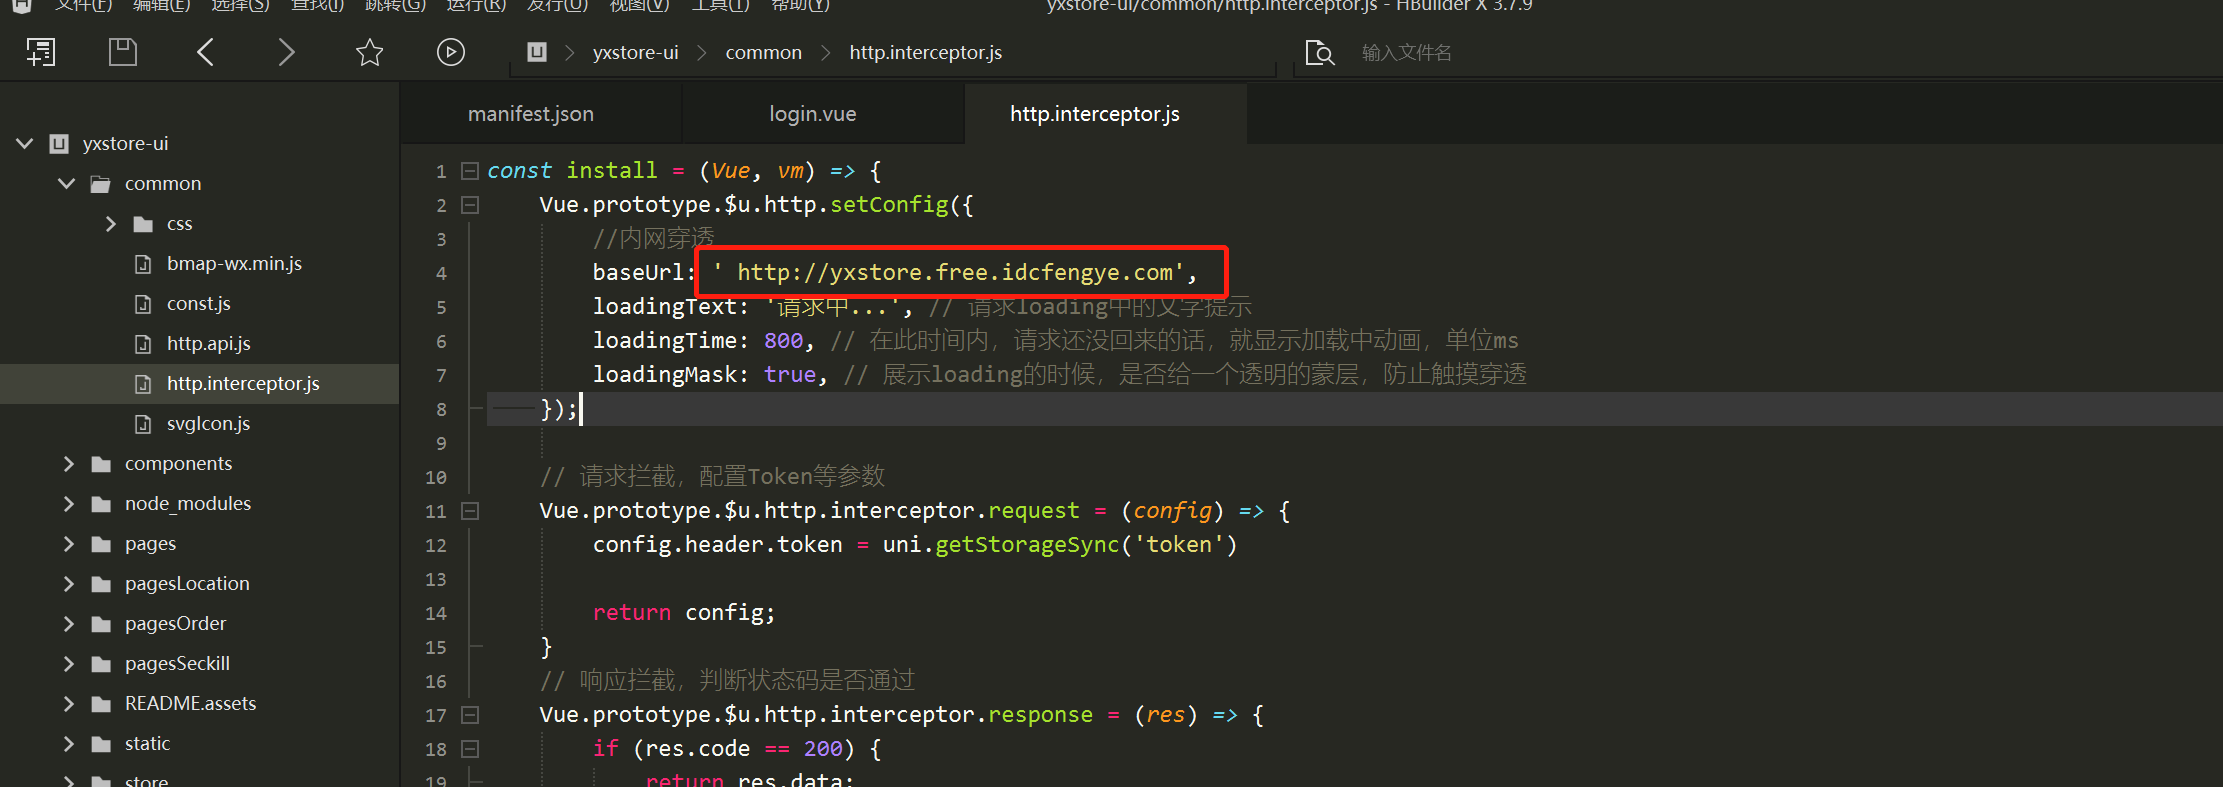 文件(F) 编辑(E) 选择(S) 查找(I) 跳转(G) 运行(R) 发行(U) 视图(V) 工具(T) 帮助(Y) yxstore-ui/common/http.interceptor.js - HBuilder X 3.7.9
yxstore-ui common http.interceptor.js 输入文件名
manifest.json login.vue http.interceptor.js
yxstore-ui
common
css
bmap-wx.min.js
const.js
http.api.js
http.interceptor.js
svgIcon.js
components
node_modules
pages
pagesLocation
pagesOrder
pagesSeckill
README.assets
static
store
1 const install = (Vue, vm) => {
2 Vue.prototype.$u.http.setConfig({
3 //内网穿透
4 baseUrl: ' http://yxstore.free.idcfengye.com',
5 loadingText: '请求中...', // 请求loading中的文字提示
6 loadingTime: 800, // 在此时间内，请求还没回来的话，就显示加载中动画，单位ms
7 loadingMask: true, // 展示loading的时候，是否给一个透明的蒙层，防止触摸穿透
8 });
9
10 // 请求拦截，配置Token等参数
11 Vue.prototype.$u.http.interceptor.request = (config) => {
12 config.header.token = uni.getStorageSync('token')
13
14 return config;
15 }
16 // 响应拦截，判断状态码是否通过
17 Vue.prototype.$u.http.interceptor.response = (res) => {
18 if (res.code == 200) {
19 return res.data;